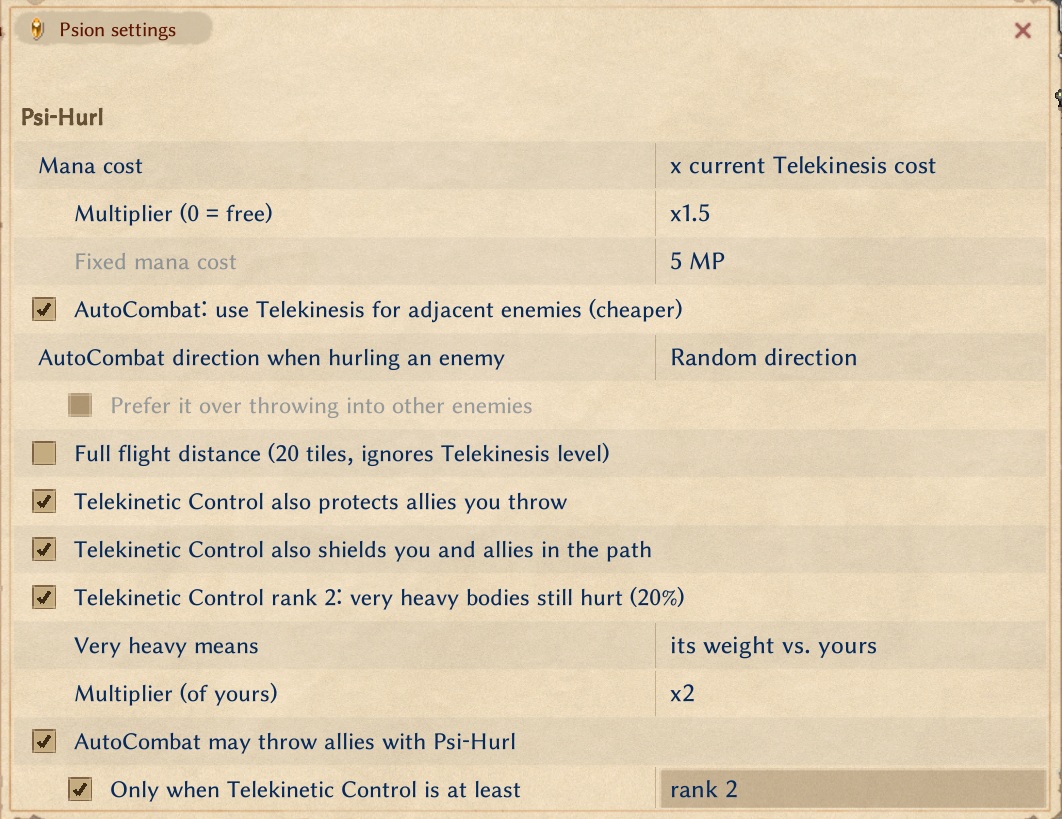 Psion settings
Psi-Hurl
Mana cost x current Telekinesis cost
Multiplier (0 = free) x1.5
Fixed mana cost 5 MP
AutoCombat: use Telekinesis for adjacent enemies (cheaper)
AutoCombat direction when hurling an enemy Random direction
Prefer it over throwing into other enemies
Full flight distance (20 tiles, ignores Telekinesis level)
Telekinetic Control also protects allies you throw
Telekinetic Control also shields you and allies in the path
Telekinetic Control rank 2: very heavy bodies still hurt (20%)
Very heavy means its weight vs. yours
Multiplier (of yours) x2
AutoCombat may throw allies with Psi-Hurl
Only when Telekinetic Control is at least rank 2